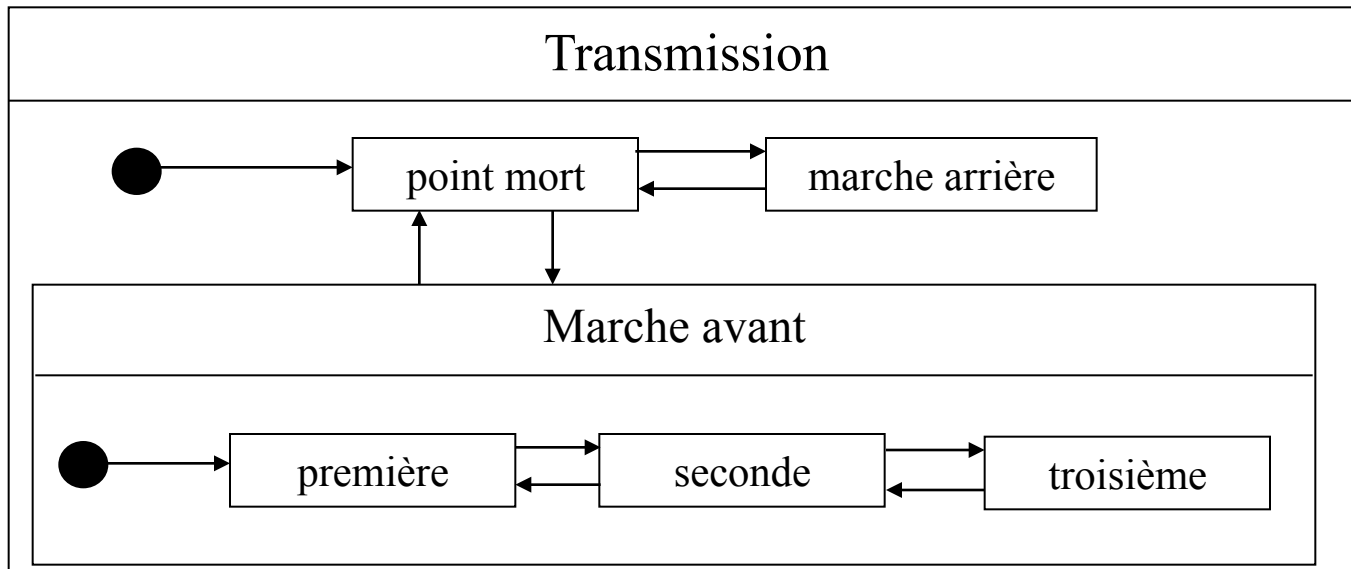 Transmission
point mort
marche arrière
Marche avant
première
seconde
troisième